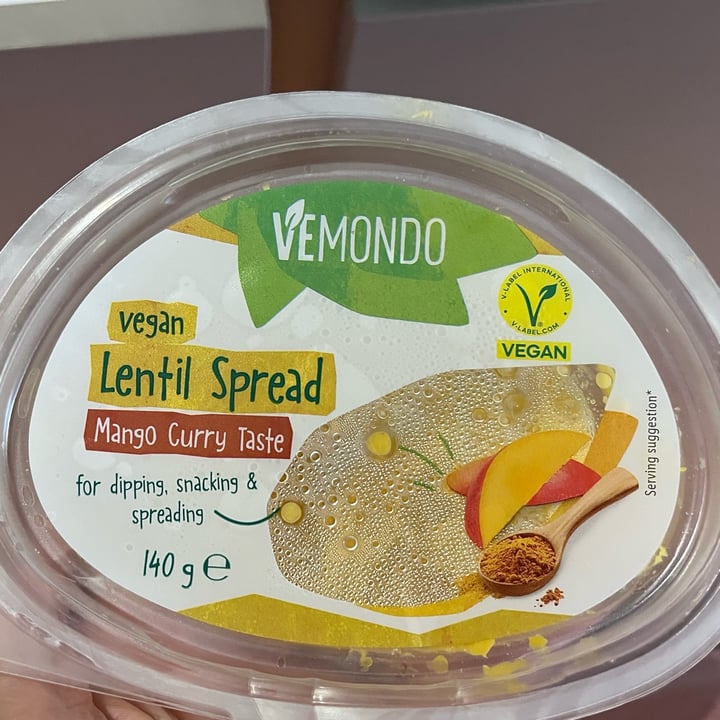 VEMONDO
V-LABEL INTERNATIONAL
V-LABEL.COM
VEGAN
vegan
Lentil Spread
Mango Curry Taste
for dipping, snacking &
spreading
140 g ℮
Serving suggestion*